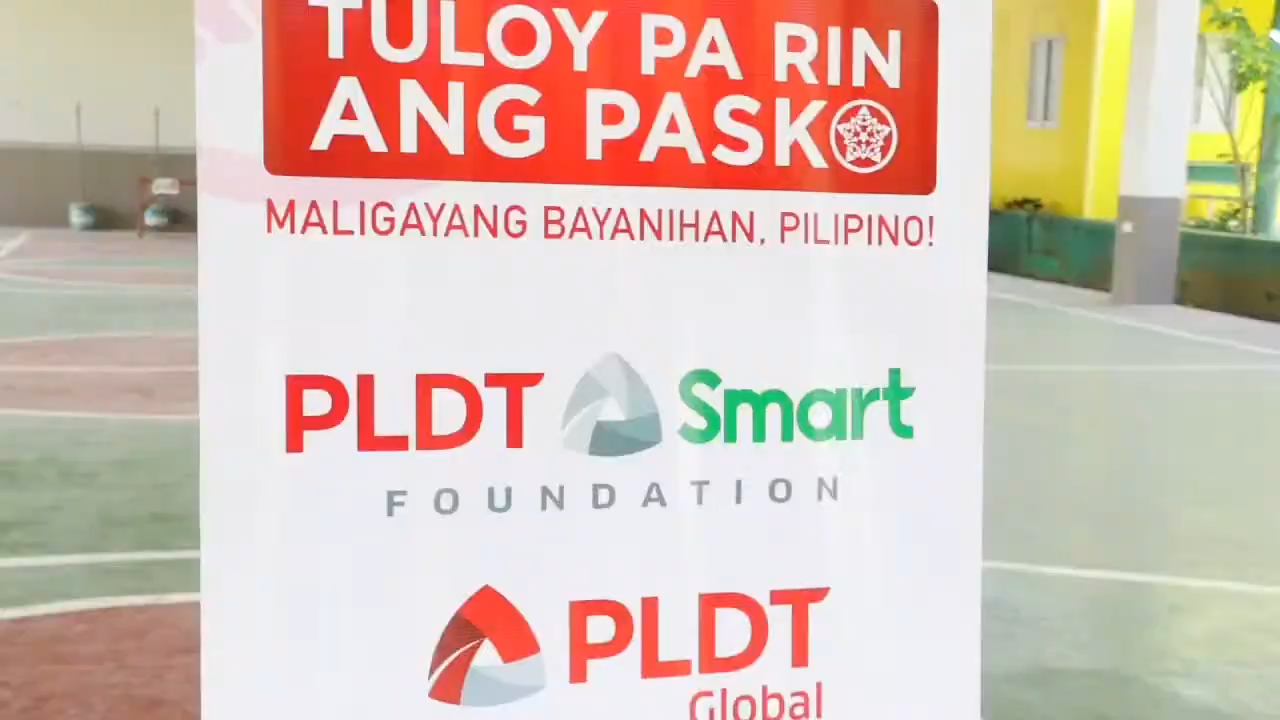 TULOY PA RIN
ANG PASKO
MALIGAYANG BAYANIHAN, PILIPINO!
PLDT Smart
FOUNDATION
PLDT
Global